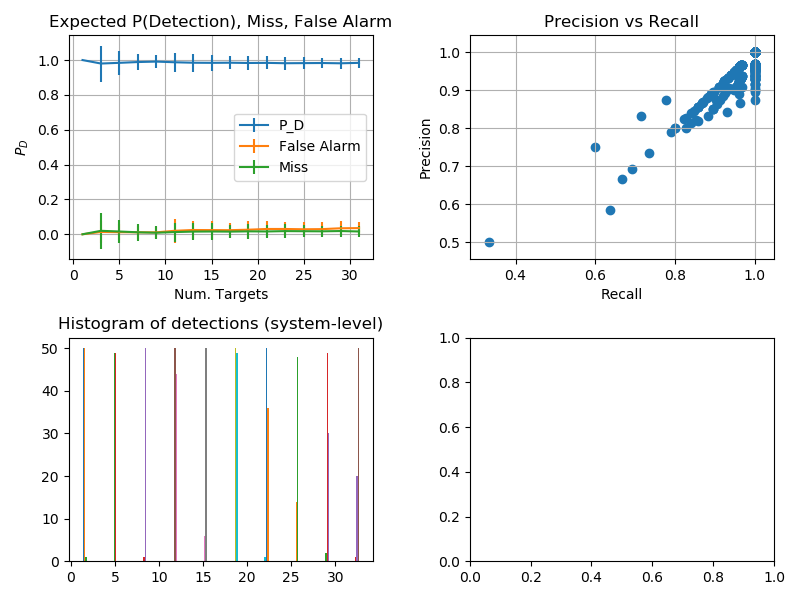 Expected P(Detection), Miss, False Alarm
1.0
0.8
0.6
0.4
0.2
0.0
P_D
P_D
False Alarm
Miss
0 5 10 15 20 25 30
Num. Targets
Precision vs Recall
1.0
0.9
0.8
0.7
0.6
0.5
Precision
0.4 0.6 0.8 1.0
Recall
Histogram of detections (system-level)
50
40
30
20
10
0
0 5 10 15 20 25 30
1.0
0.8
0.6
0.4
0.2
0.0
0.0 0.2 0.4 0.6 0.8 1.0